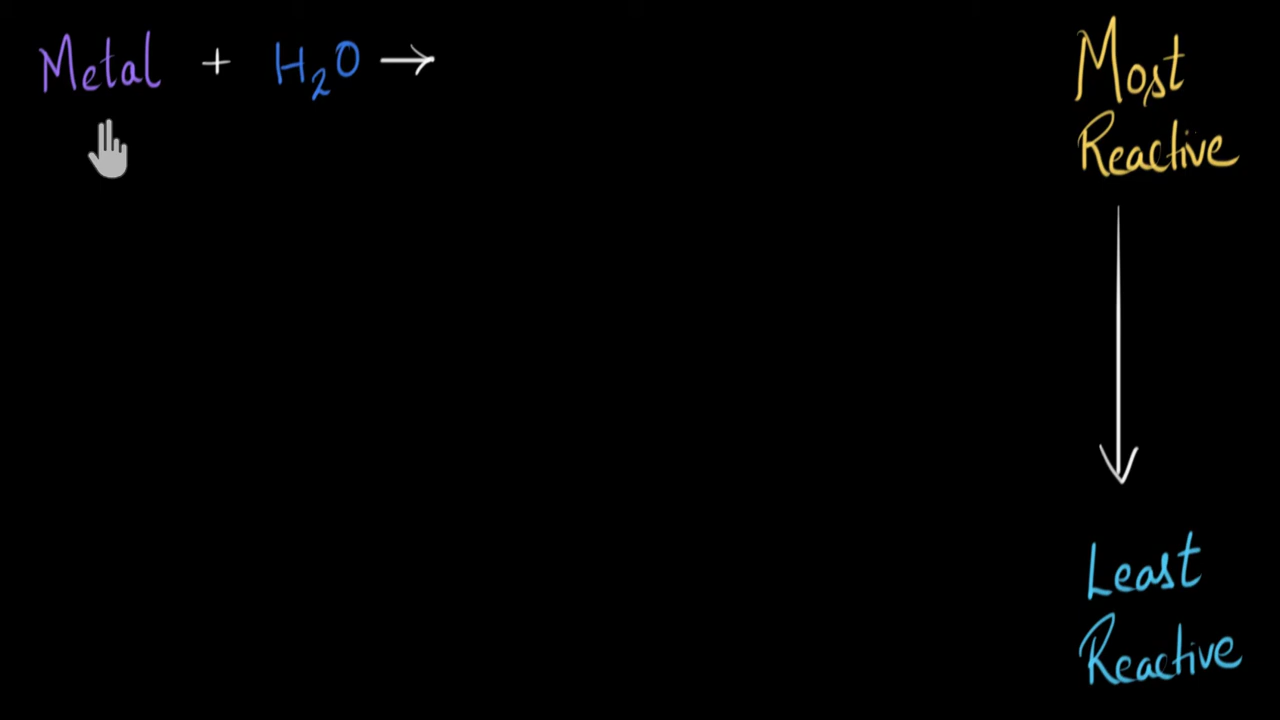 Metal + H₂O →
Most
Reactive
Least
Reactive